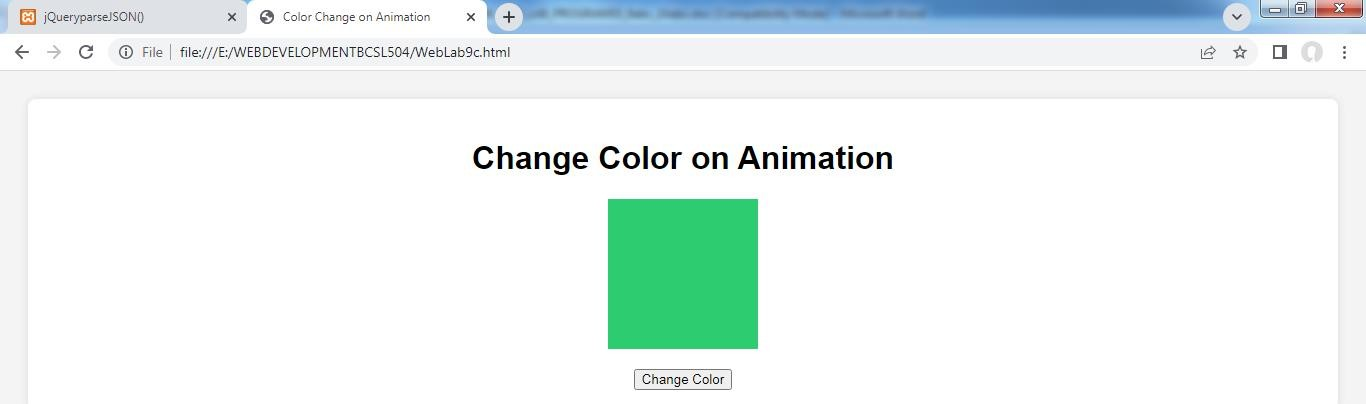 jQueryparseJSON()
Color Change on Animation
File
file:///E:/WEBDEVELOPMENTBCSL504/WebLab9c.html
Change Color on Animation
Change Color